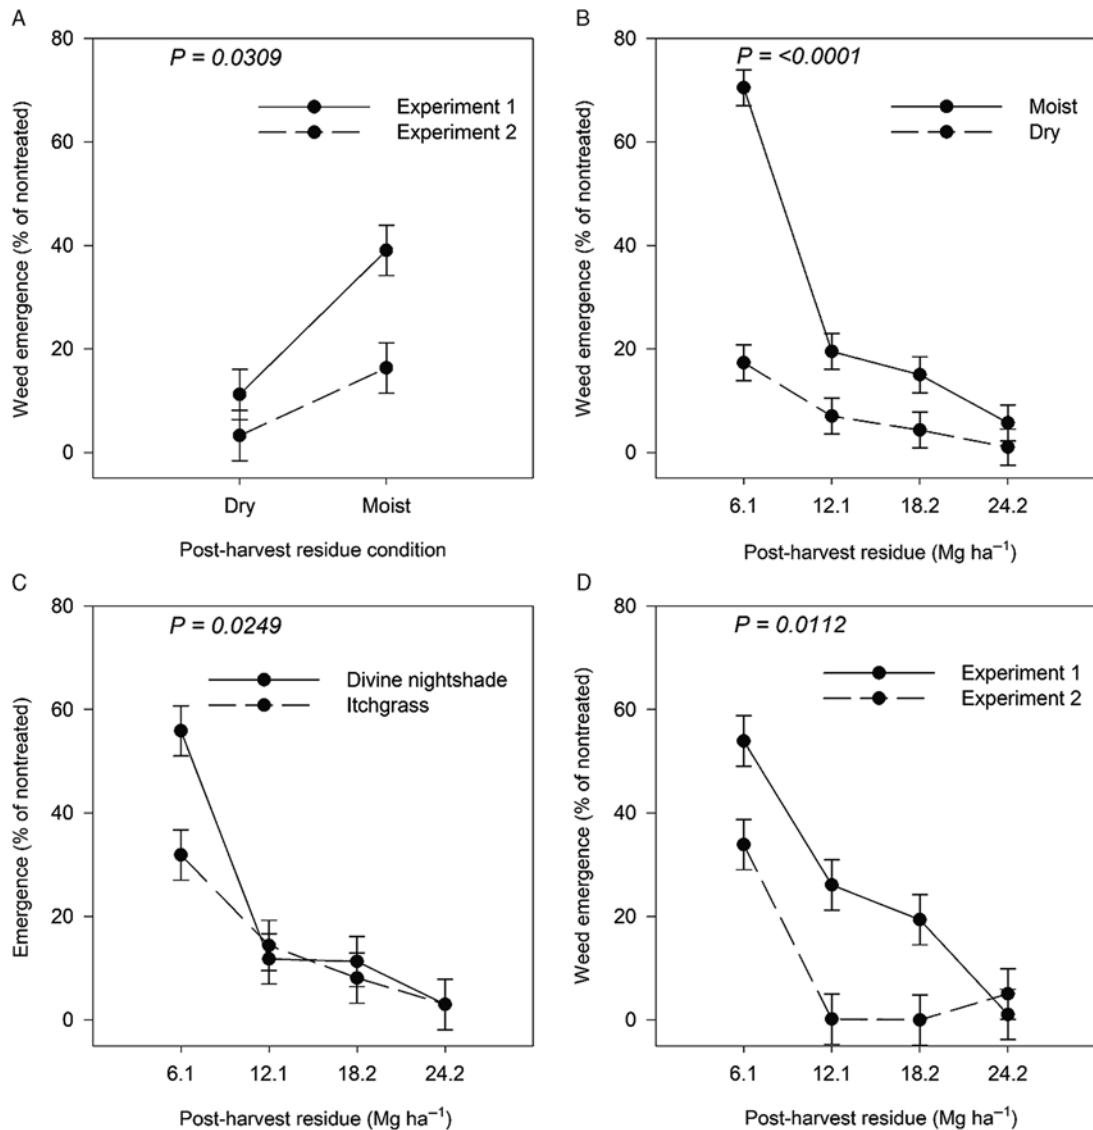 A
P = 0.0309
Experiment 1
Experiment 2
80
60
40
20
0
Weed emergence (% of nontreated)
Dry Moist
Post-harvest residue condition
B
P = <0.0001
Moist
Dry
80
60
40
20
0
Weed emergence (% of nontreated)
6.1 12.1 18.2 24.2
Post-harvest residue (Mg ha⁻¹)
C
P = 0.0249
Divine nightshade
Itchgrass
80
60
40
20
0
Emergence (% of nontreated)
6.1 12.1 18.2 24.2
Post-harvest residue (Mg ha⁻¹)
D
P = 0.0112
Experiment 1
Experiment 2
80
60
40
20
0
Weed emergence (% of nontreated)
6.1 12.1 18.2 24.2
Post-harvest residue (Mg ha⁻¹)